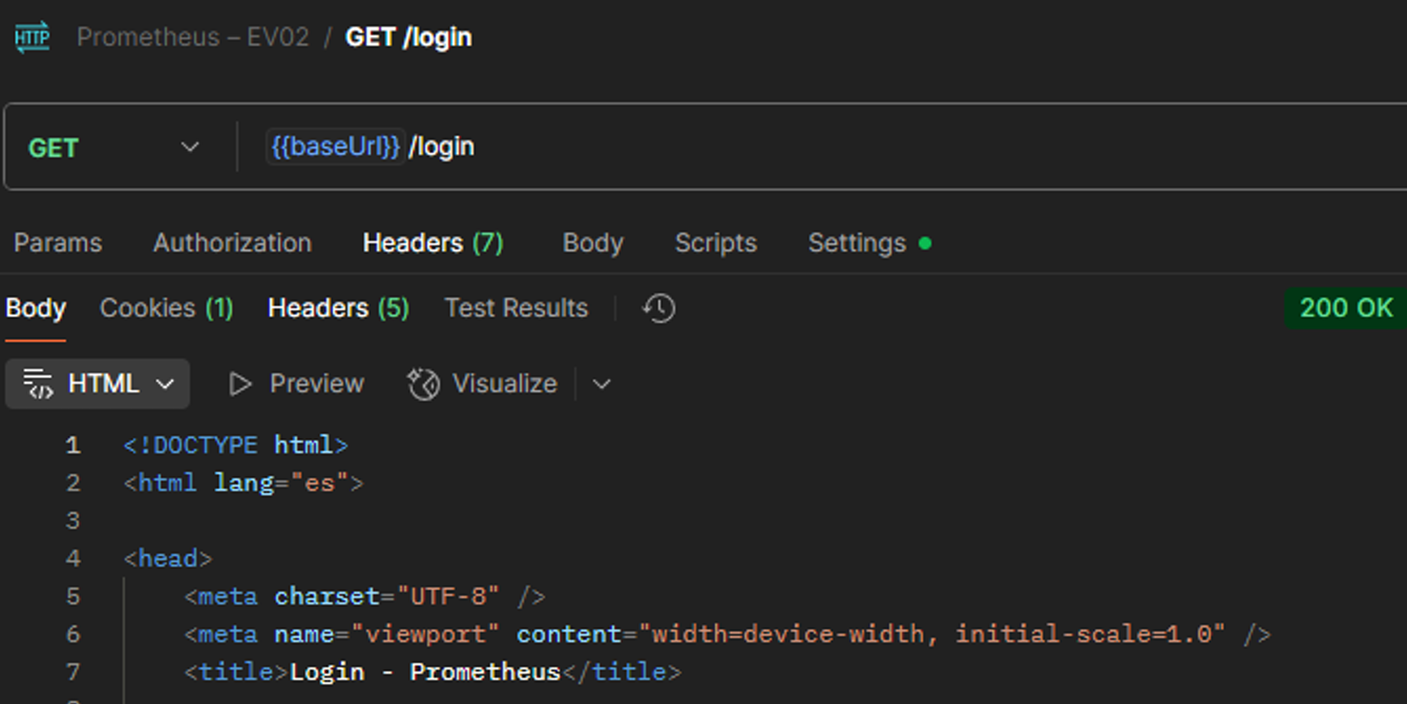 HTTP Prometheus – EV02 / GET /login
GET {{baseUrl}} /login
Params Authorization Headers (7) Body Scripts Settings
Body Cookies (1) Headers (5) Test Results 200 OK
HTML Preview Visualize
1 <!DOCTYPE html>
2 <html lang="es">
3
4 <head>
5 <meta charset="UTF-8" />
6 <meta name="viewport" content="width=device-width, initial-scale=1.0" />
7 <title>Login - Prometheus</title>